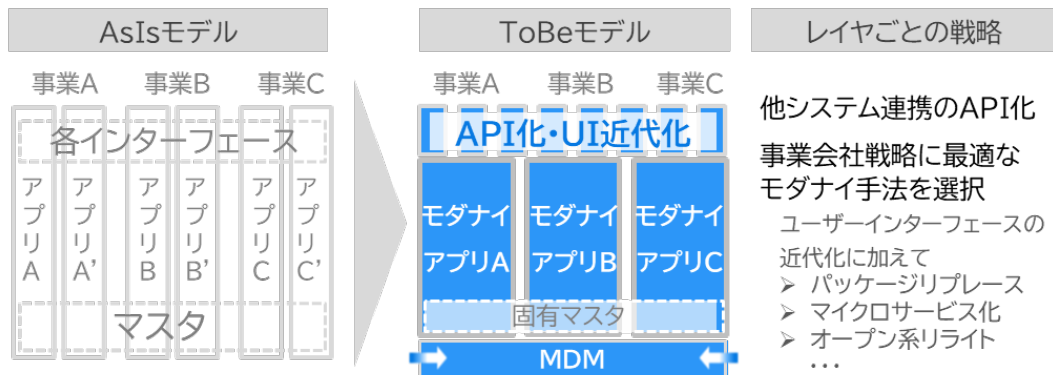 AsIsモデル
ToBeモデル
レイヤごとの戦略
事業A
事業B
事業C
各インターフェース
アプリA
アプリA'
アプリB
アプリB'
アプリC
アプリC'
マスタ
事業A
事業B
事業C
API化・UI近代化
モダナイ
アプリA
モダナイ
アプリB
モダナイ
アプリC
固有マスタ
MDM
他システム連携のAPI化
事業会社戦略に最適な
モダナイ手法を選択
ユーザーインターフェースの
近代化に加えて
➢ パッケージリプレース
➢ マイクロサービス化
➢ オープン系リライト
・・・